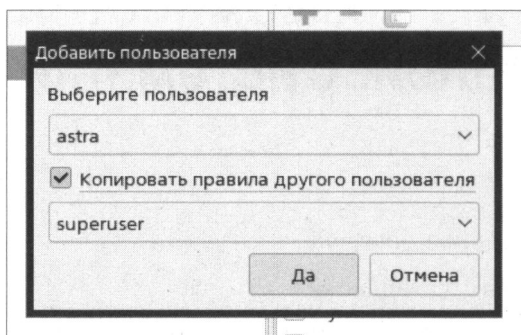 Добавить пользователя
Выберите пользователя
astra
Копировать правила другого пользователя
superuser
Да
Отмена